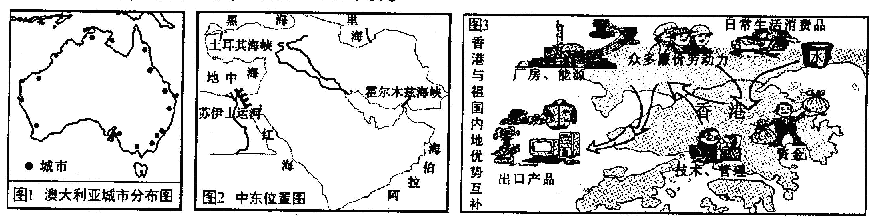 城市
图1 澳大利亚城市分布图
黑海
里海
土耳其海峡
地中海
霍尔木兹海峡
苏伊士运河
红海
阿拉伯海
图2 中东位置图
图3
香港与祖国内地优势互补
日常生活消费品
厂房、能源
众多廉价劳动力
水
香港
资金
技术、管理
出口产品